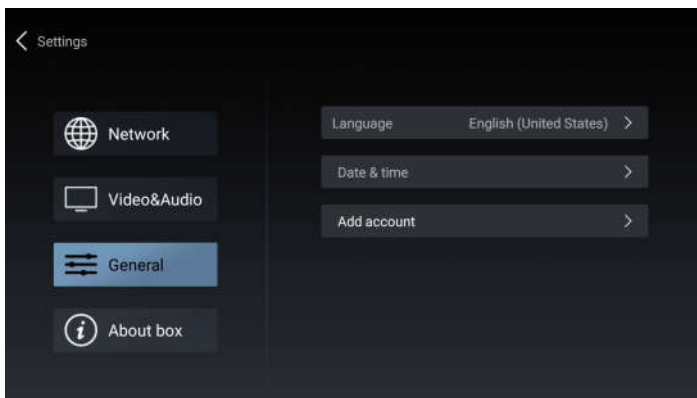 Settings
Network
Video&Audio
General
About box
Language English (United States)
Date & time
Add account